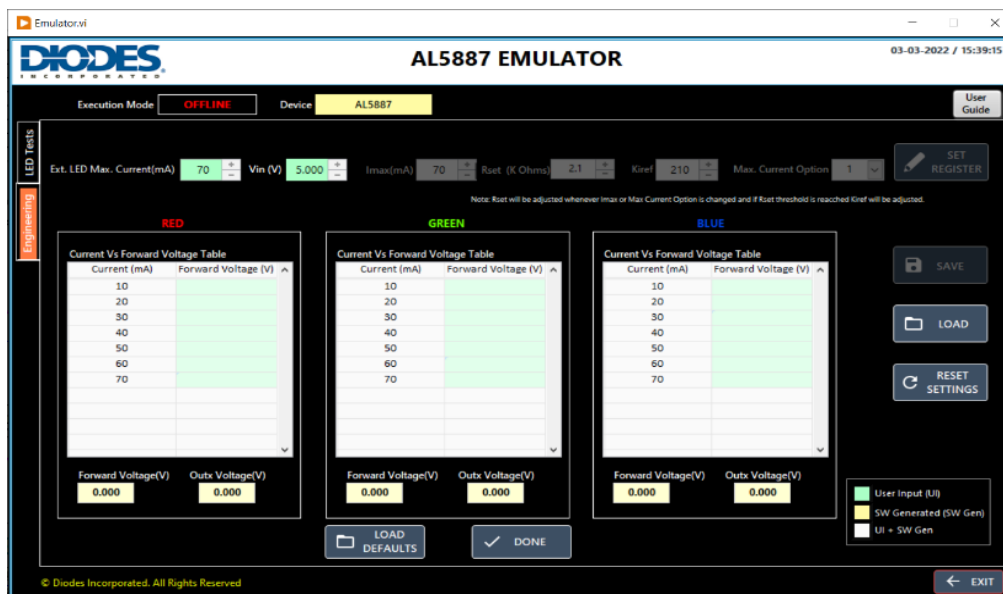 Emulator.vi
DIODES
INCORPORATED
AL5887 EMULATOR
03-03-2022 / 15:39:15
Execution Mode OFFLINE Device AL5887
User Guide
LED Tests
Engineering
Ext. LED Max. Current(mA) 70 Vin (V) 5.000 Imax(mA) 70 Rset (K Ohms) 2.1 Kiref 210 Max. Current Option 1
SET REGISTER
Note: Rset will be adjusted whenever Imax or Max Current Option is changed and if Rset threshold is reacched Kiref will be adjusted.
RED
Current Vs Forward Voltage Table
Current (mA) Forward Voltage (V)
10
20
30
40
50
60
70
Forward Voltage(V) Outx Voltage(V)
0.000 0.000
GREEN
Current Vs Forward Voltage Table
Current (mA) Forward Voltage (V)
10
20
30
40
50
60
70
Forward Voltage(V) Outx Voltage(V)
0.000 0.000
BLUE
Current Vs Forward Voltage Table
Current (mA) Forward Voltage (V)
10
20
30
40
50
60
70
Forward Voltage(V) Outx Voltage(V)
0.000 0.000
SAVE
LOAD
RESET SETTINGS
User Input (UI)
SW Generated (SW Gen)
UI + SW Gen
LOAD DEFAULTS
DONE
© Diodes Incorporated. All Rights Reserved
EXIT